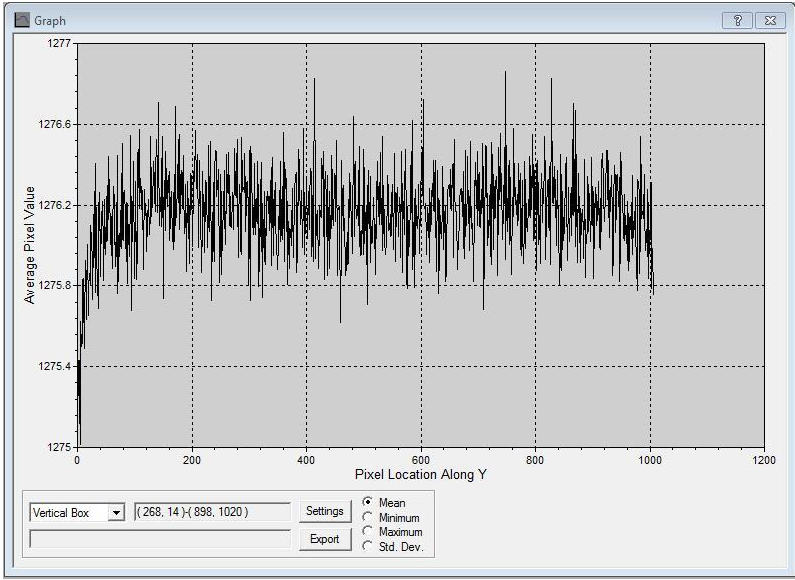 Graph
?
1277
1276.6
1276.2
1275.8
1275.4
1275
Average Pixel Value
0 200 400 600 800 1000 1200
Pixel Location Along Y
Vertical Box ( 268, 14 )-( 898, 1020 ) Settings
Export
Mean
Minimum
Maximum
Std. Dev.